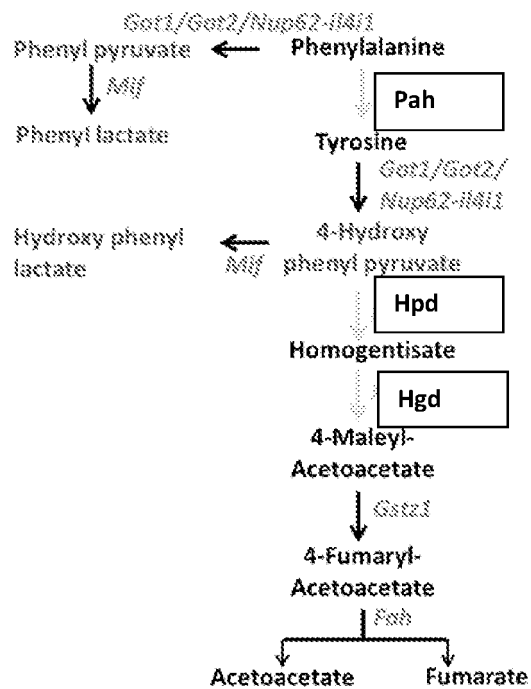 Got1/Got2/Nup62-il4i1
Phenyl pyruvate
Phenylalanine
Mif
Pah
Phenyl lactate
Tyrosine
Got1/Got2/
Nup62-il4i1
Hydroxy phenyl
lactate
4-Hydroxy
phenyl pyruvate
Mif
Hpd
Homogentisate
Hgd
4-Maleyl-
Acetoacetate
Gstz1
4-Fumaryl-
Acetoacetate
Fah
Acetoacetate
Fumarate